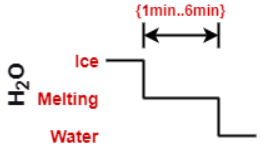 {1min..6min}
H₂O
Ice
Melting
Water